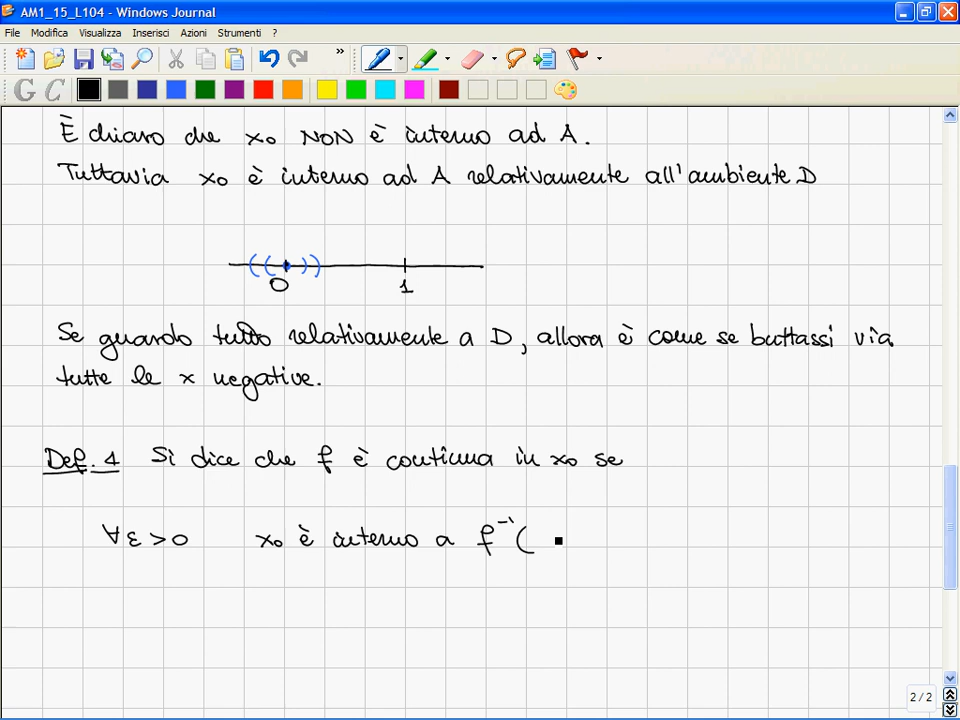 AM1_15_L104 - Windows Journal
File Modifica Visualizza Inserisci Azioni Strumenti ?
»
G C
È chiaro che x0 NON è interno ad A.
Tuttavia x0 è interno ad A relativamente all'ambiente D
0 1
Se guardo tutto relativamente a D, allora è come se buttassi via
tutte le x negative.
Def. 4 Si dice che f è continua in x0 se
∀ε>0 x0 è interno a f⁻¹(
2 / 2